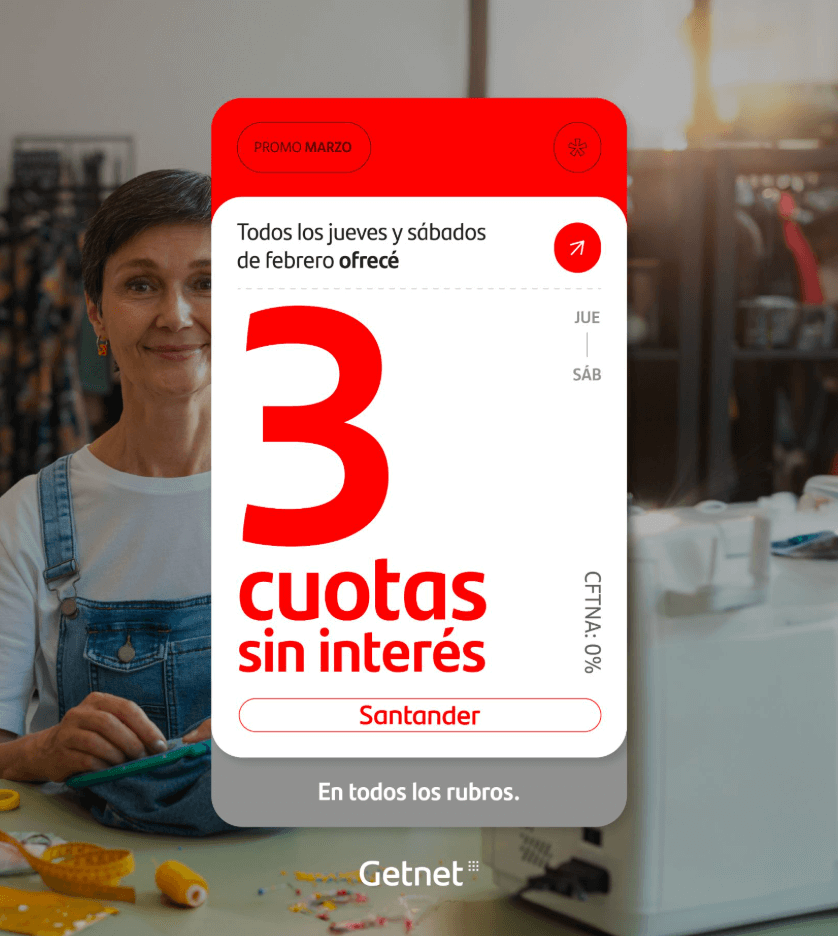 PROMO MARZO
Todos los jueves y sábados
de febrero ofrecé
3
JUE
SÁB
cuotas
sin interés
CFTNA: 0%
Santander
En todos los rubros.
Getnet